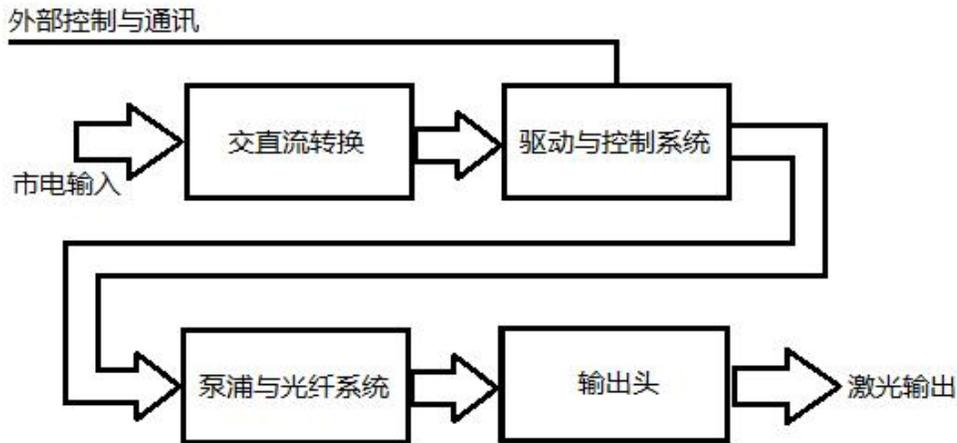 外部控制与通讯
交直流转换
驱动与控制系统
市电输入
泵浦与光纤系统
输出头
激光输出